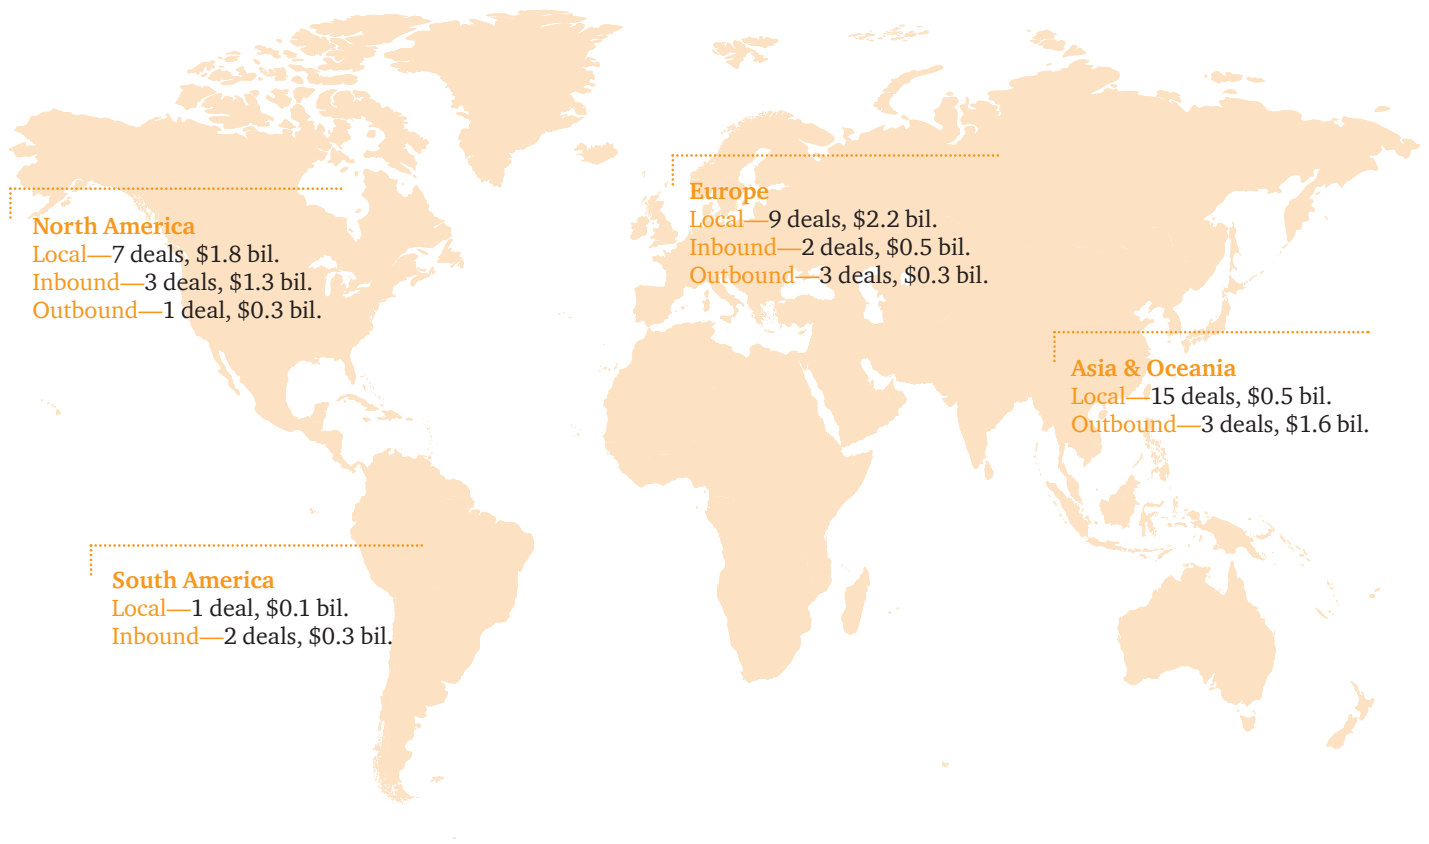 North America
Local—7 deals, $1.8 bil.
Inbound—3 deals, $1.3 bil.
Outbound—1 deal, $0.3 bil.
Europe
Local—9 deals, $2.2 bil.
Inbound—2 deals, $0.5 bil.
Outbound—3 deals, $0.3 bil.
Asia & Oceania
Local—15 deals, $0.5 bil.
Outbound—3 deals, $1.6 bil.
South America
Local—1 deal, $0.1 bil.
Inbound—2 deals, $0.3 bil.